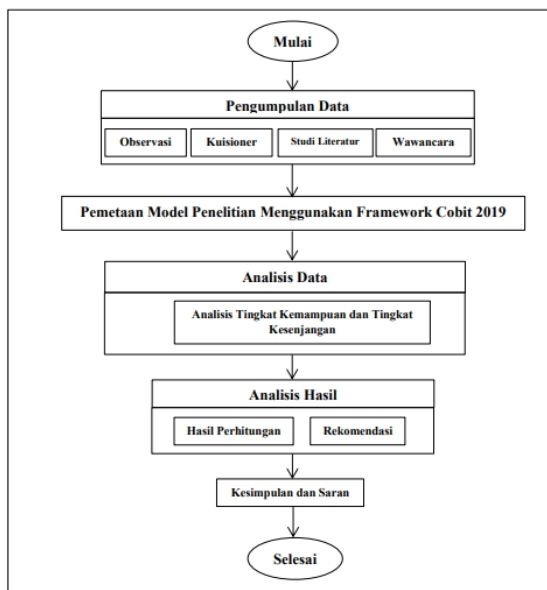 Mulai
Pengumpulan Data
Observasi
Kuisioner
Studi Literatur
Wawancara
Pemetaan Model Penelitian Menggunakan Framework Cobit 2019
Analisis Data
Analisis Tingkat Kemampuan dan Tingkat
Kesenjangan
Analisis Hasil
Hasil Perhitungan
Rekomendasi
Kesimpulan dan Saran
Selesai